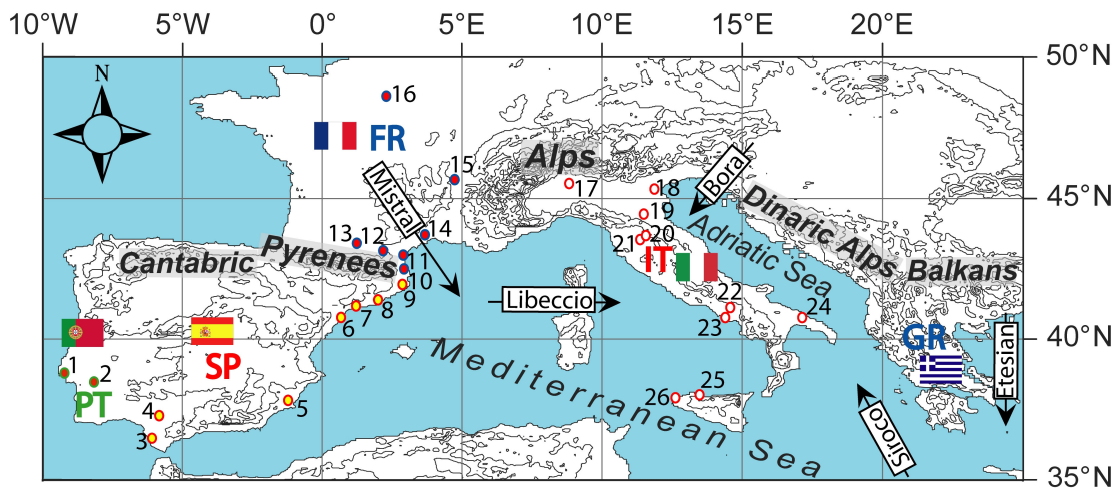 10°W 5°W 0° 5°E 10°E 15°E 20°E
50°N
N
16
FR
Alps
15
Mistral
17
18
Bora
45°N
19
Dinaric Alps
13 12 14
20
21
Adriatic Sea
IT
Pyrenees
Cantabric
11
10
Balkans
9
Libeccio
8
7
6
22
23
24
40°N
GR
SP
Mediterranean Sea
Etesian
1
2
PT
25
26
5
4
3
Sirocco
35°N